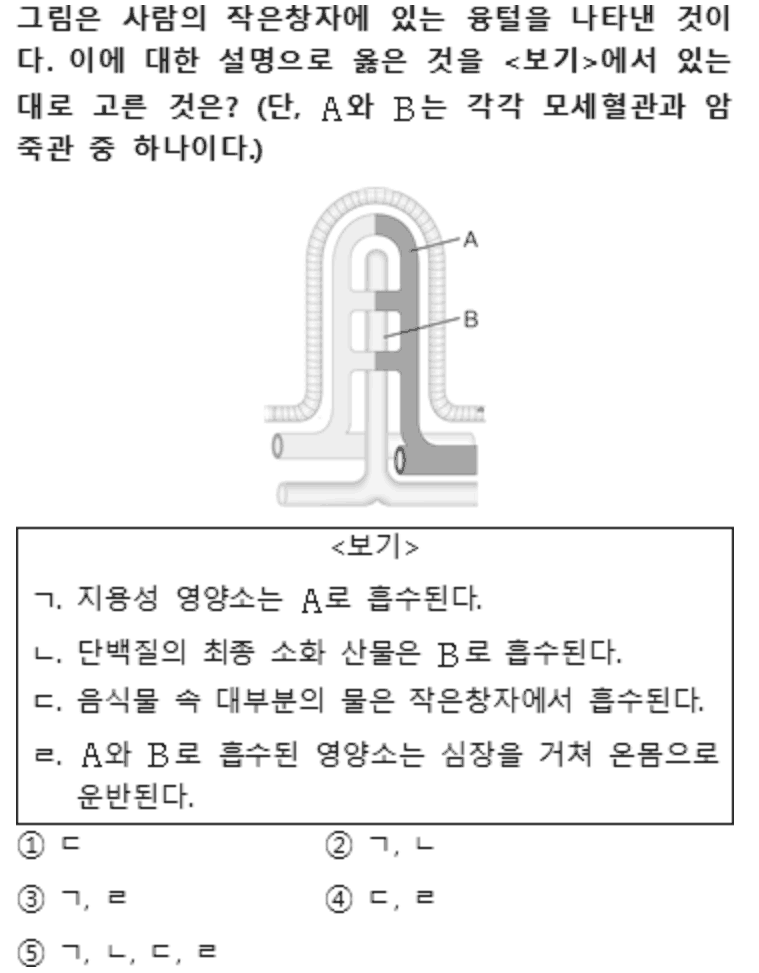 그림은 사람의 작은창자에 있는 융털을 나타낸 것이
다. 이에 대한 설명으로 옳은 것을 <보기>에서 있는
대로 고른 것은? (단, A와 B는 각각 모세혈관과 암
죽관 중 하나이다.)
A
B
<보기>
ㄱ. 지용성 영양소는 A로 흡수된다.
ㄴ. 단백질의 최종 소화 산물은 B로 흡수된다.
ㄷ. 음식물 속 대부분의 물은 작은창자에서 흡수된다.
ㄹ. A와 B로 흡수된 영양소는 심장을 거쳐 온몸으로
운반된다.
① ㄷ ② ㄱ, ㄴ
③ ㄱ, ㄹ ④ ㄷ, ㄹ
⑤ ㄱ, ㄴ, ㄷ, ㄹ